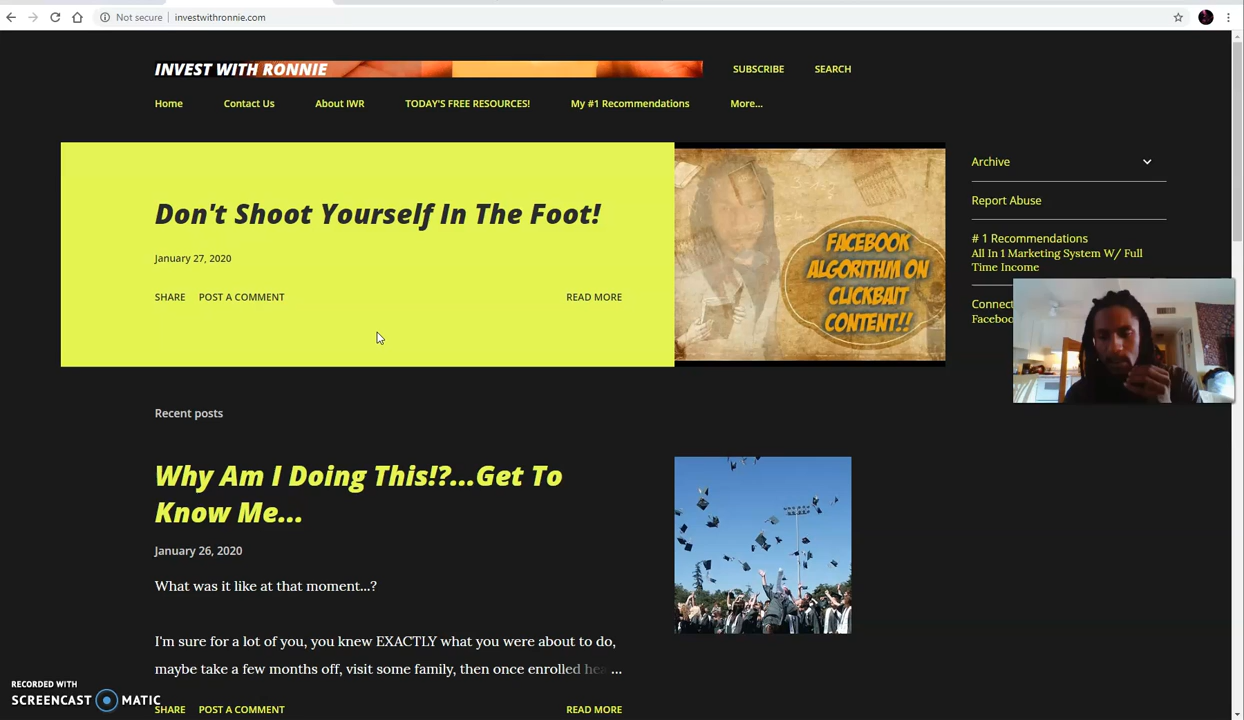 Not secure
investwithronnie.com
INVEST WITH RONNIE
SUBSCRIBE
SEARCH
Home
Contact Us
About IWR
TODAY'S FREE RESOURCES!
My #1 Recommendations
More...
Don't Shoot Yourself In The Foot!
January 27, 2020
SHARE
POST A COMMENT
READ MORE
FACEBOOK
ALGORITHM ON
CLICKBAIT
CONTENT!!
Archive
Report Abuse
# 1 Recommendations
All In 1 Marketing System W/ Full
Time Income
Connect
Facebo
Recent posts
Why Am I Doing This!?...Get To
Know Me...
January 26, 2020
What was it like at that moment...?
I'm sure for a lot of you, you knew EXACTLY what you were about to do,
maybe take a few months off, visit some family, then once enrolled hea ...
SHARE
POST A COMMENT
READ MORE
RECORDED WITH
SCREENCAST MATIC